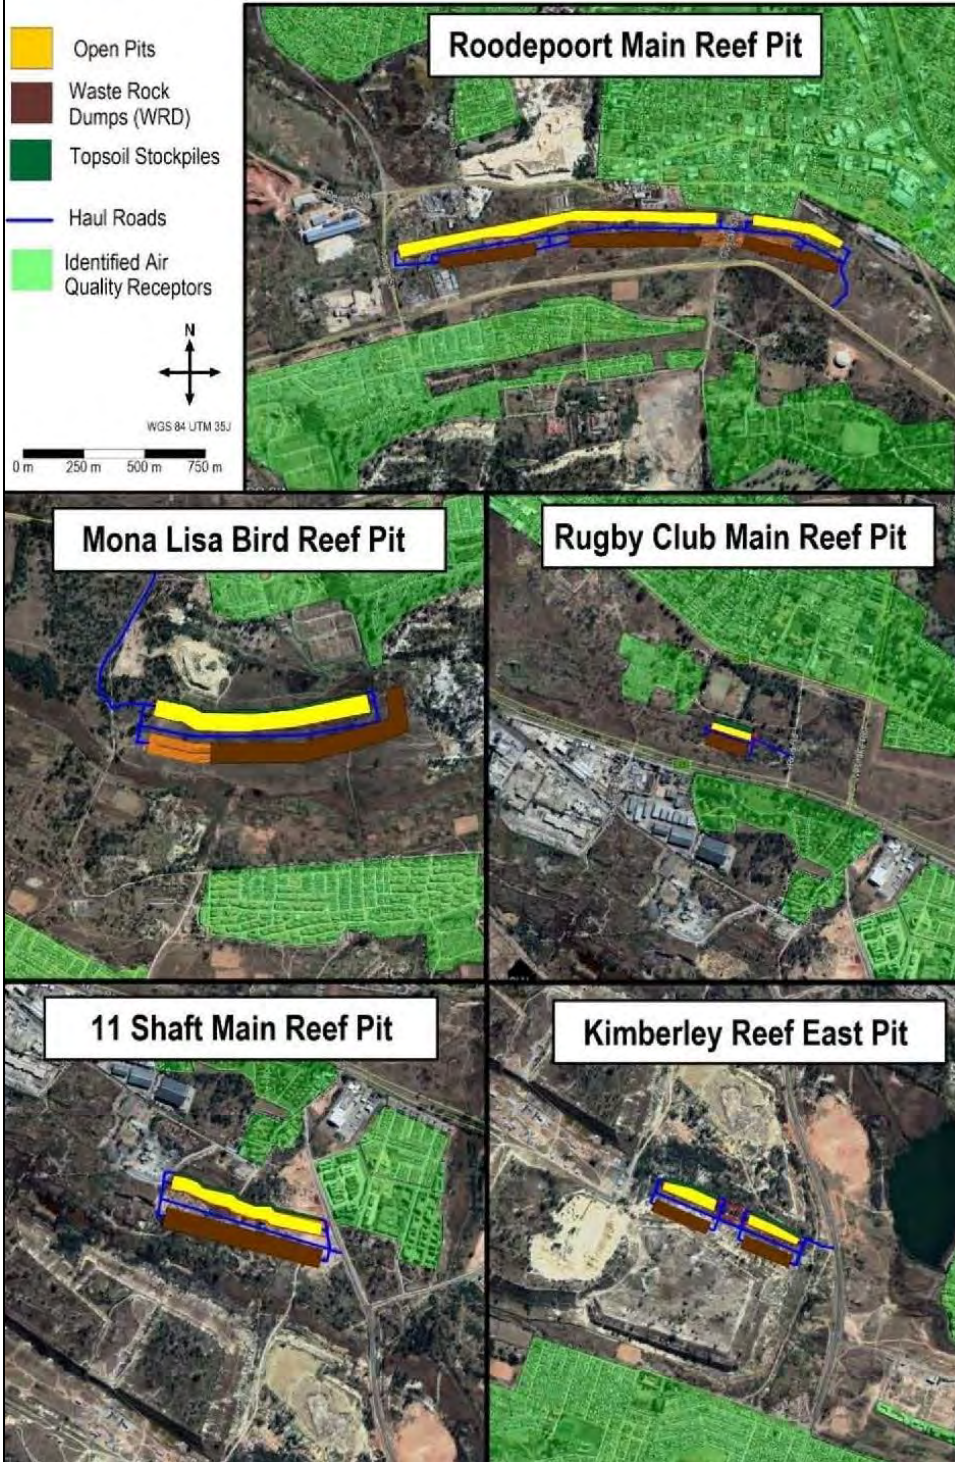 Open Pits
Waste Rock
Dumps (WRD)
Topsoil Stockpiles
Haul Roads
Identified Air
Quality Receptors
N
WGS 84 UTM 35J
0 m 250 m 500 m 750 m
Roodepoort Main Reef Pit
Mona Lisa Bird Reef Pit
Rugby Club Main Reef Pit
11 Shaft Main Reef Pit
Kimberley Reef East Pit